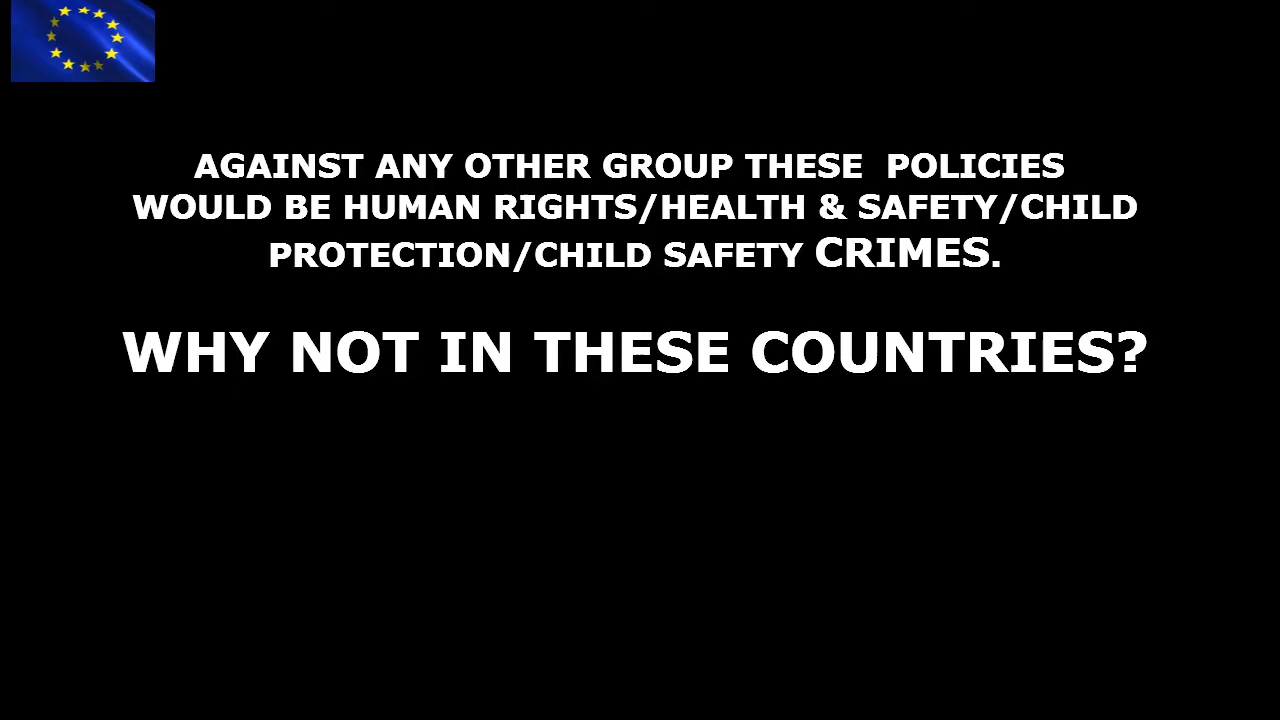 AGAINST ANY OTHER GROUP THESE  POLICIES
WOULD BE HUMAN RIGHTS/HEALTH & SAFETY/CHILD
PROTECTION/CHILD SAFETY CRIMES.
WHY NOT IN THESE COUNTRIES?